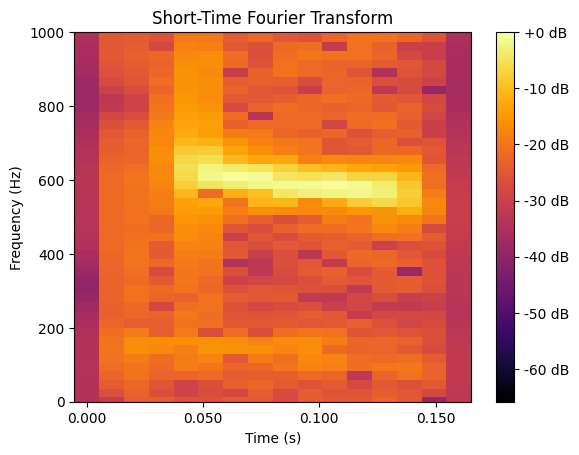 Short-Time Fourier Transform
1000
800
600
400
200
0
Frequency (Hz)
0.000
0.050
0.100
0.150
Time (s)
+0 dB
-10 dB
-20 dB
-30 dB
-40 dB
-50 dB
-60 dB